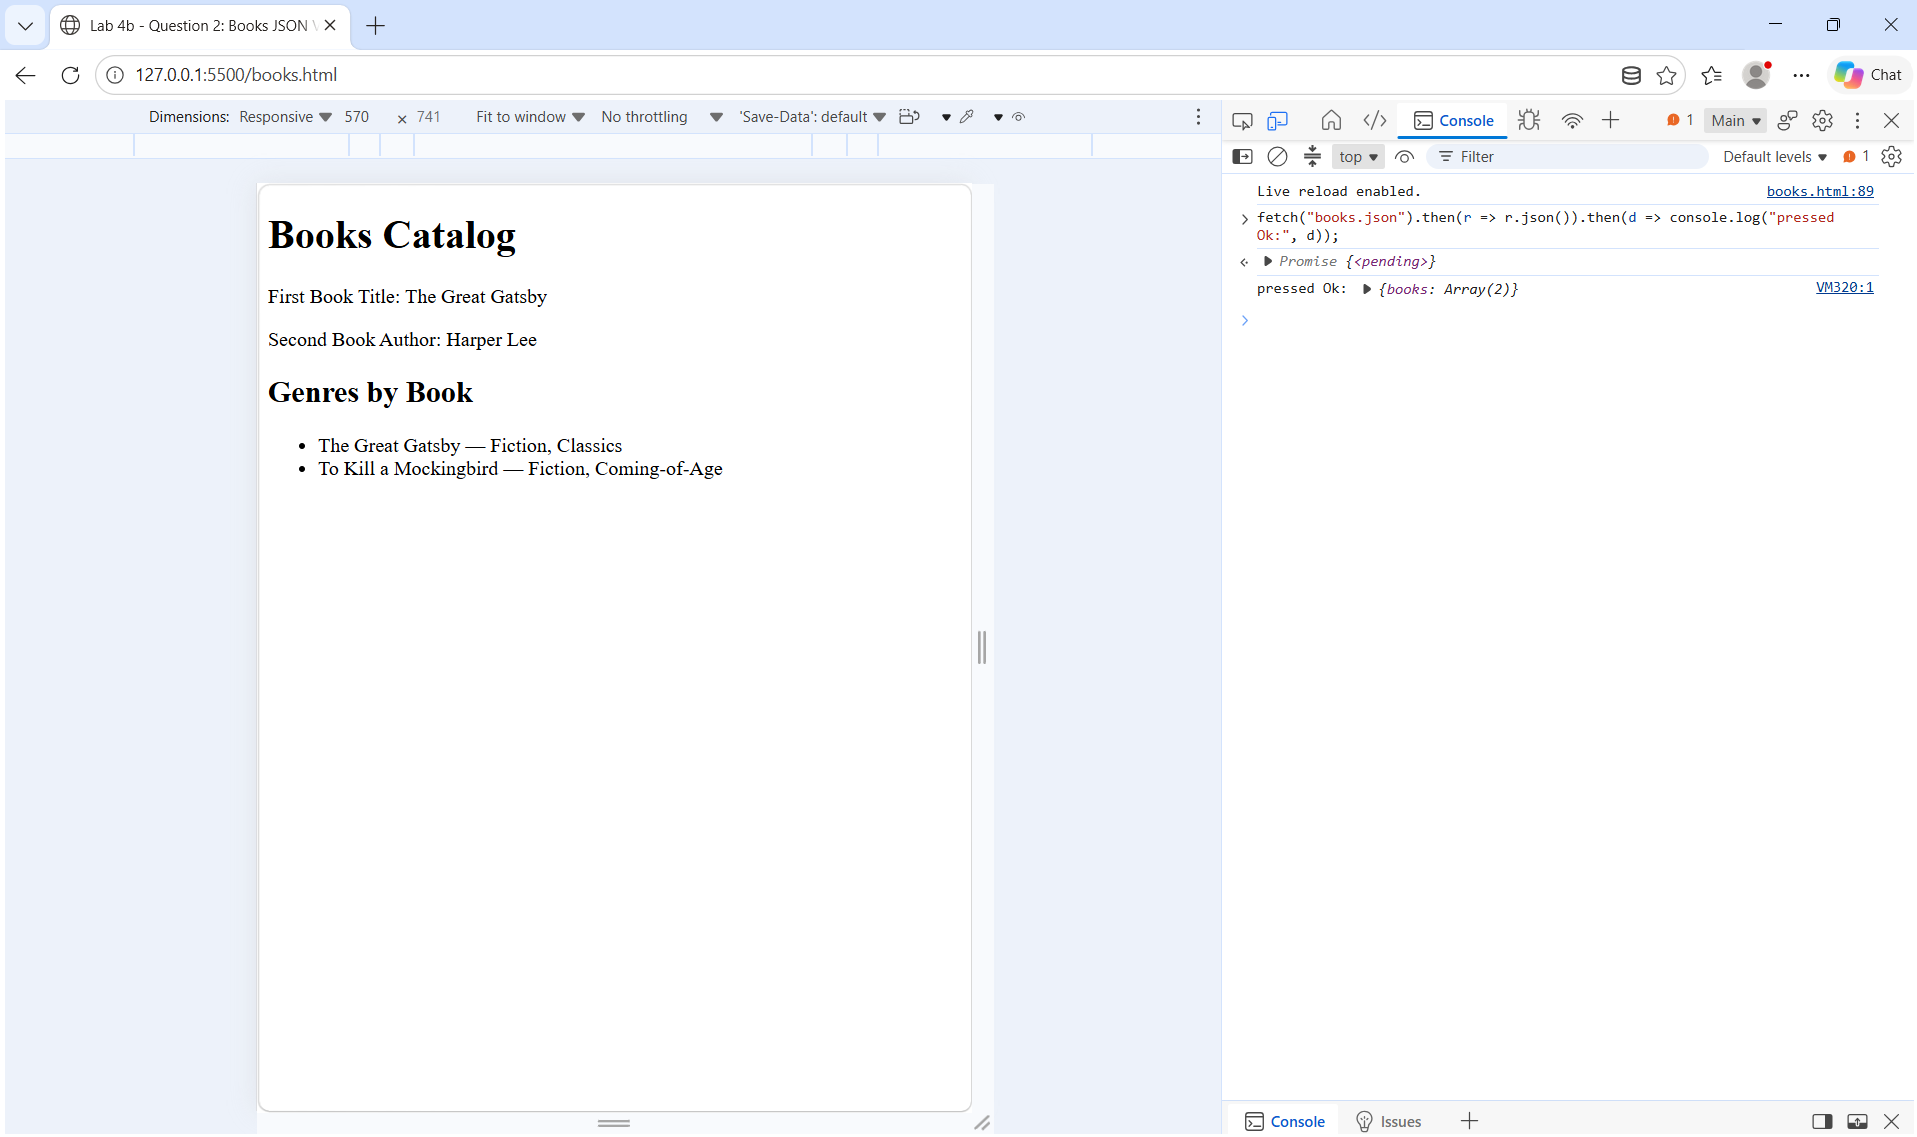 Lab 4b - Question 2: Books JSON
127.0.0.1:5500/books.html
Chat
Dimensions: Responsive 570 × 741 Fit to window No throttling 'Save-Data': default
Console 1 Main
top Filter Default levels 1
Books Catalog
First Book Title: The Great Gatsby
Second Book Author: Harper Lee
Genres by Book
• The Great Gatsby — Fiction, Classics
• To Kill a Mockingbird — Fiction, Coming-of-Age
Live reload enabled. books.html:89
fetch("books.json").then(r => r.json()).then(d => console.log("pressed
Ok:", d));
Promise {<pending>}
pressed Ok: {books: Array(2)} VM320:1
Console Issues